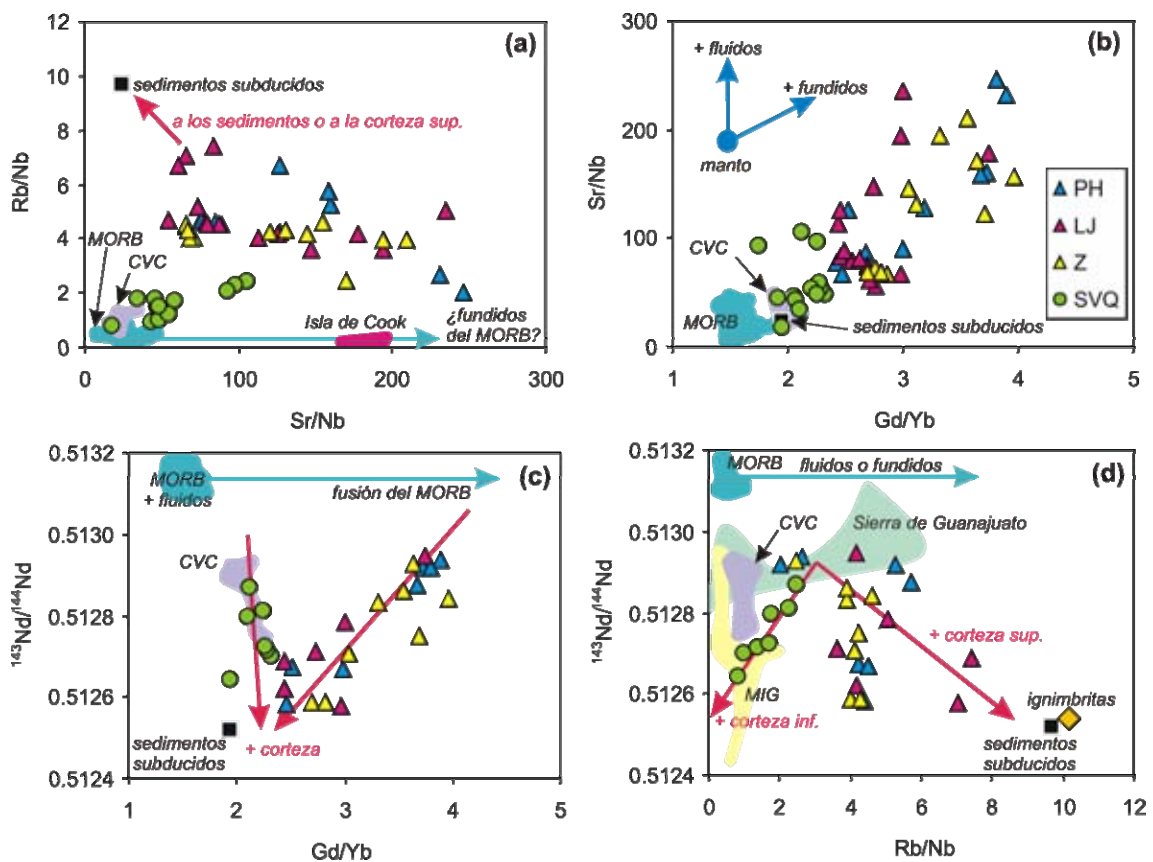 (a)
12
10
8
6
4
2
0
Rb/Nb
sedimentos subducidos
a los sedimentos o a la corteza sup.
MORB
CVC
Isla de Cook
¿fundidos
del MORB?
0
100
200
300
Sr/Nb
(b)
300
250
200
150
100
50
0
Sr/Nb
+ fluidos
+ fundidos
manto
CVC
MORB
sedimentos subducidos
PH
LJ
Z
SVQ
1
2
3
4
5
Gd/Yb
(c)
0.5132
0.5130
0.5128
0.5126
0.5124
¹⁴³Nd/¹⁴⁴Nd
MORB
+ fluidos
fusión del MORB
CVC
sedimentos
subducidos
+ corteza
1
2
3
4
5
Gd/Yb
(d)
0.5132
0.5130
0.5128
0.5126
0.5124
¹⁴³Nd/¹⁴⁴Nd
MORB
fluidos o fundidos
CVC
Sierra de Guanajuato
+ corteza sup.
MIG
+ corteza inf.
ignimbritas
sedimentos
subducidos
0
2
4
6
8
10
12
Rb/Nb